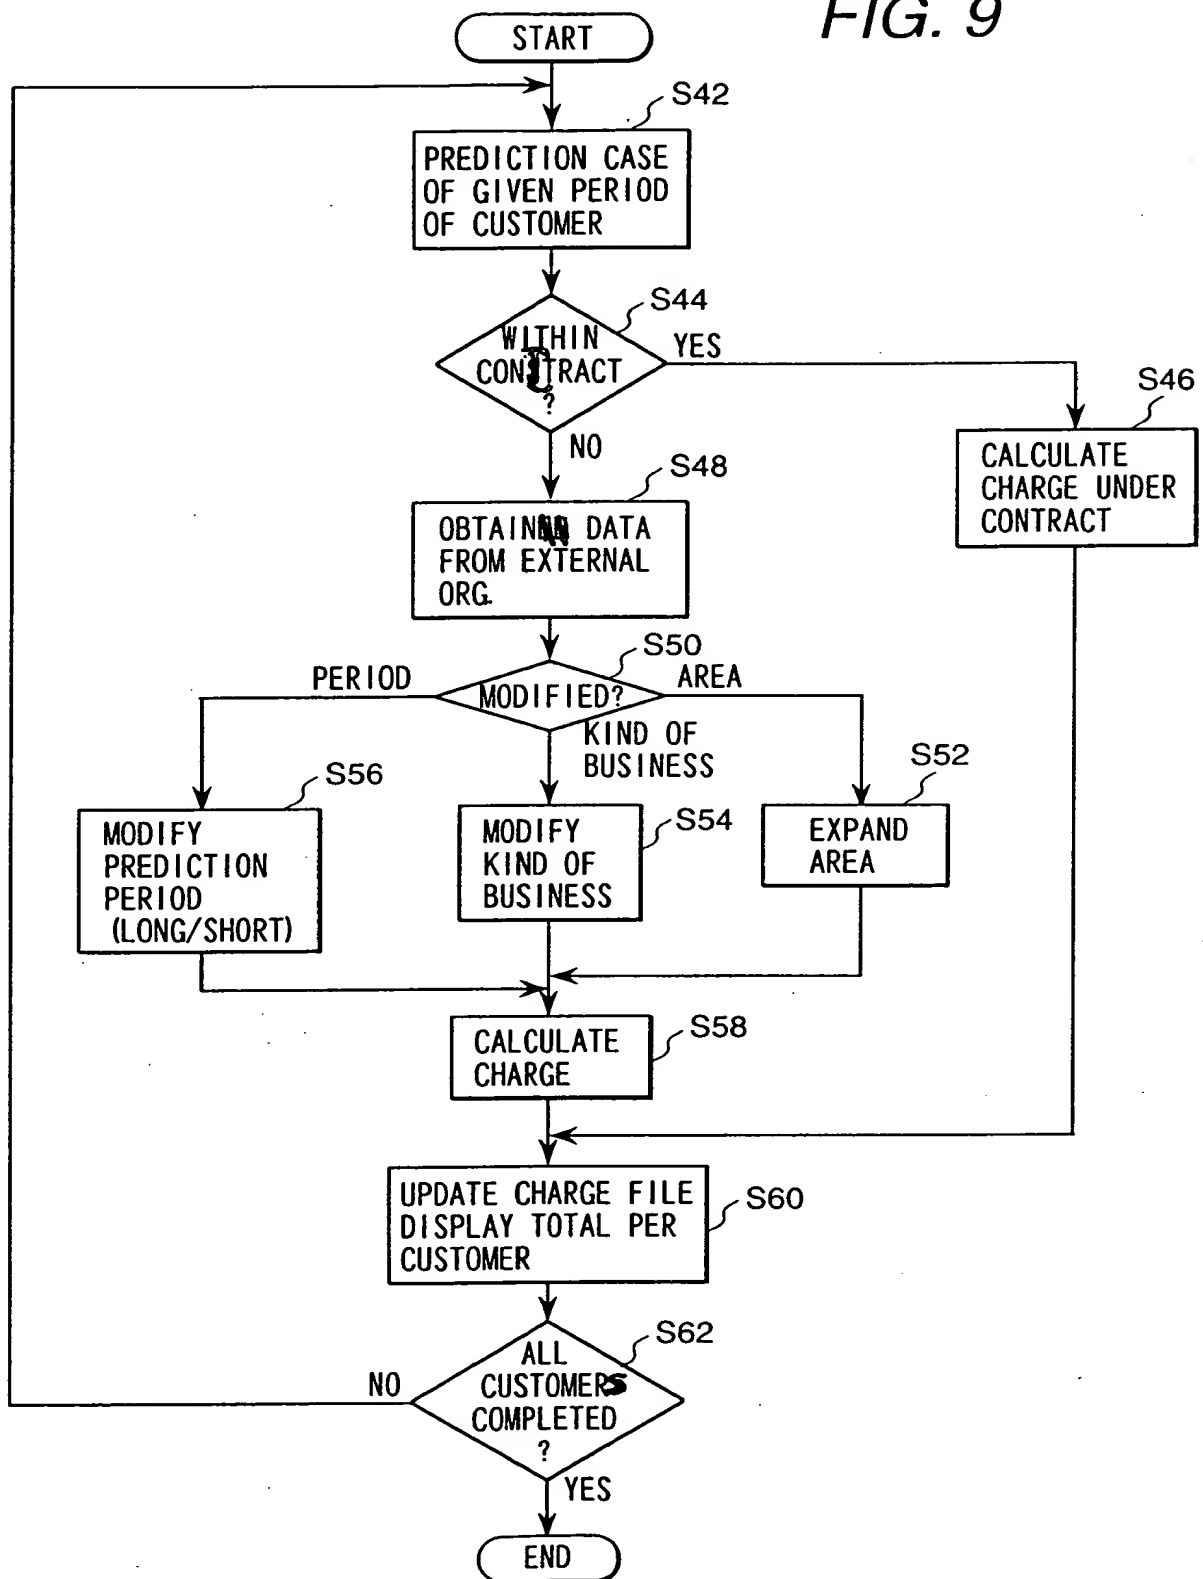 FIG. 9
START
S42
PREDICTION CASE
OF GIVEN PERIOD
OF CUSTOMER
S44
WITHIN
CONTRACT
?
YES
NO
S46
CALCULATE
CHARGE UNDER
CONTRACT
S48
OBTAIN DATA
FROM EXTERNAL
ORG.
S50
PERIOD
MODIFIED?
AREA
KIND OF
BUSINESS
S56
MODIFY
PREDICTION
PERIOD
(LONG/SHORT)
S54
MODIFY
KIND OF
BUSINESS
S52
EXPAND
AREA
S58
CALCULATE
CHARGE
S60
UPDATE CHARGE FILE
DISPLAY TOTAL PER
CUSTOMER
S62
ALL
CUSTOMERS
COMPLETED
?
NO
YES
END